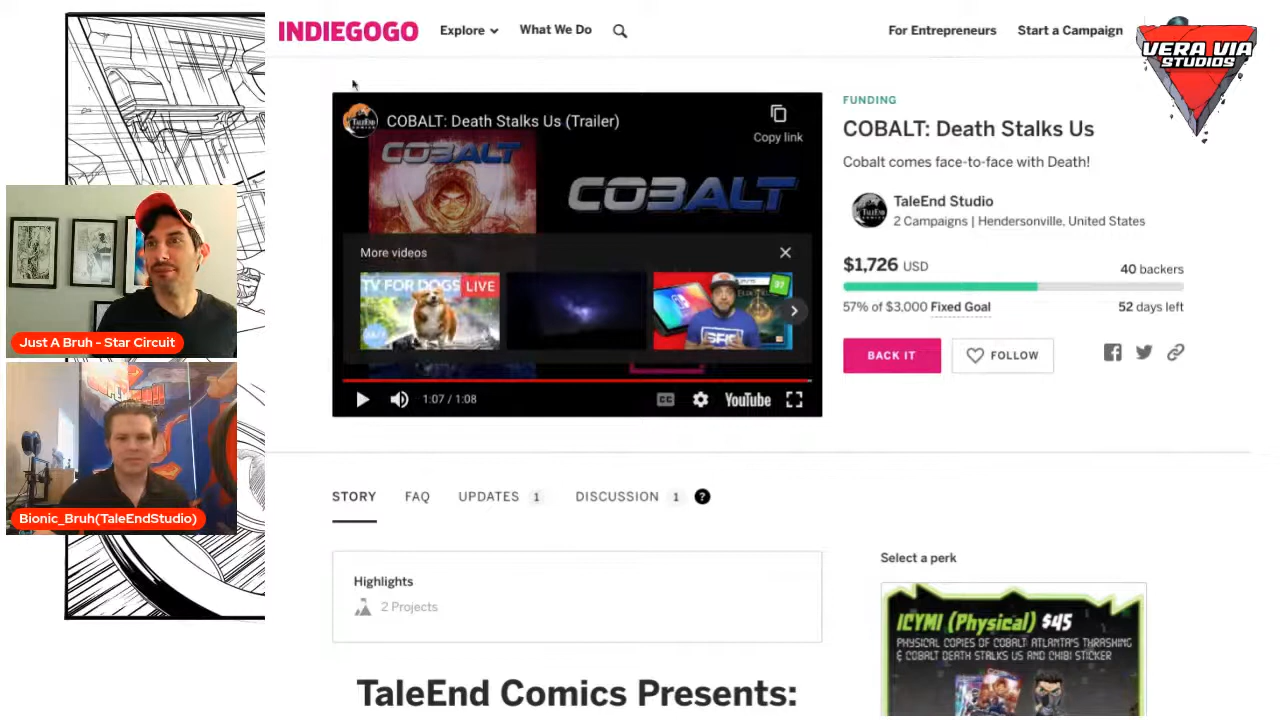 INDIEGOGO
Explore
What We Do
For Entrepreneurs
Start a Campaign
VERA VIA
STUDIOS
TALEEND
COMICS
COBALT: Death Stalks Us (Trailer)
Copy link
COBALT
COBALT
More videos
TV FOR DOGS
LIVE
1:07 / 1:08
CC
YouTube
FUNDING
COBALT: Death Stalks Us
Cobalt comes face-to-face with Death!
TaleEnd Studio
2 Campaigns | Hendersonville, United States
$1,726 USD
40 backers
57% of $3,000 Fixed Goal
52 days left
BACK IT
FOLLOW
Just A Bruh - Star Circuit
Bionic_Bruh(TaleEndStudio)
STORY
FAQ
UPDATES 1
DISCUSSION 1
?
Highlights
2 Projects
TaleEnd Comics Presents:
Select a perk
ICYMI (Physical) $45
PHYSICAL COPIES OF COBALT ATLANTA'S THRASHING
& COBALT DEATH STALKS US AND CHIBI STICKER